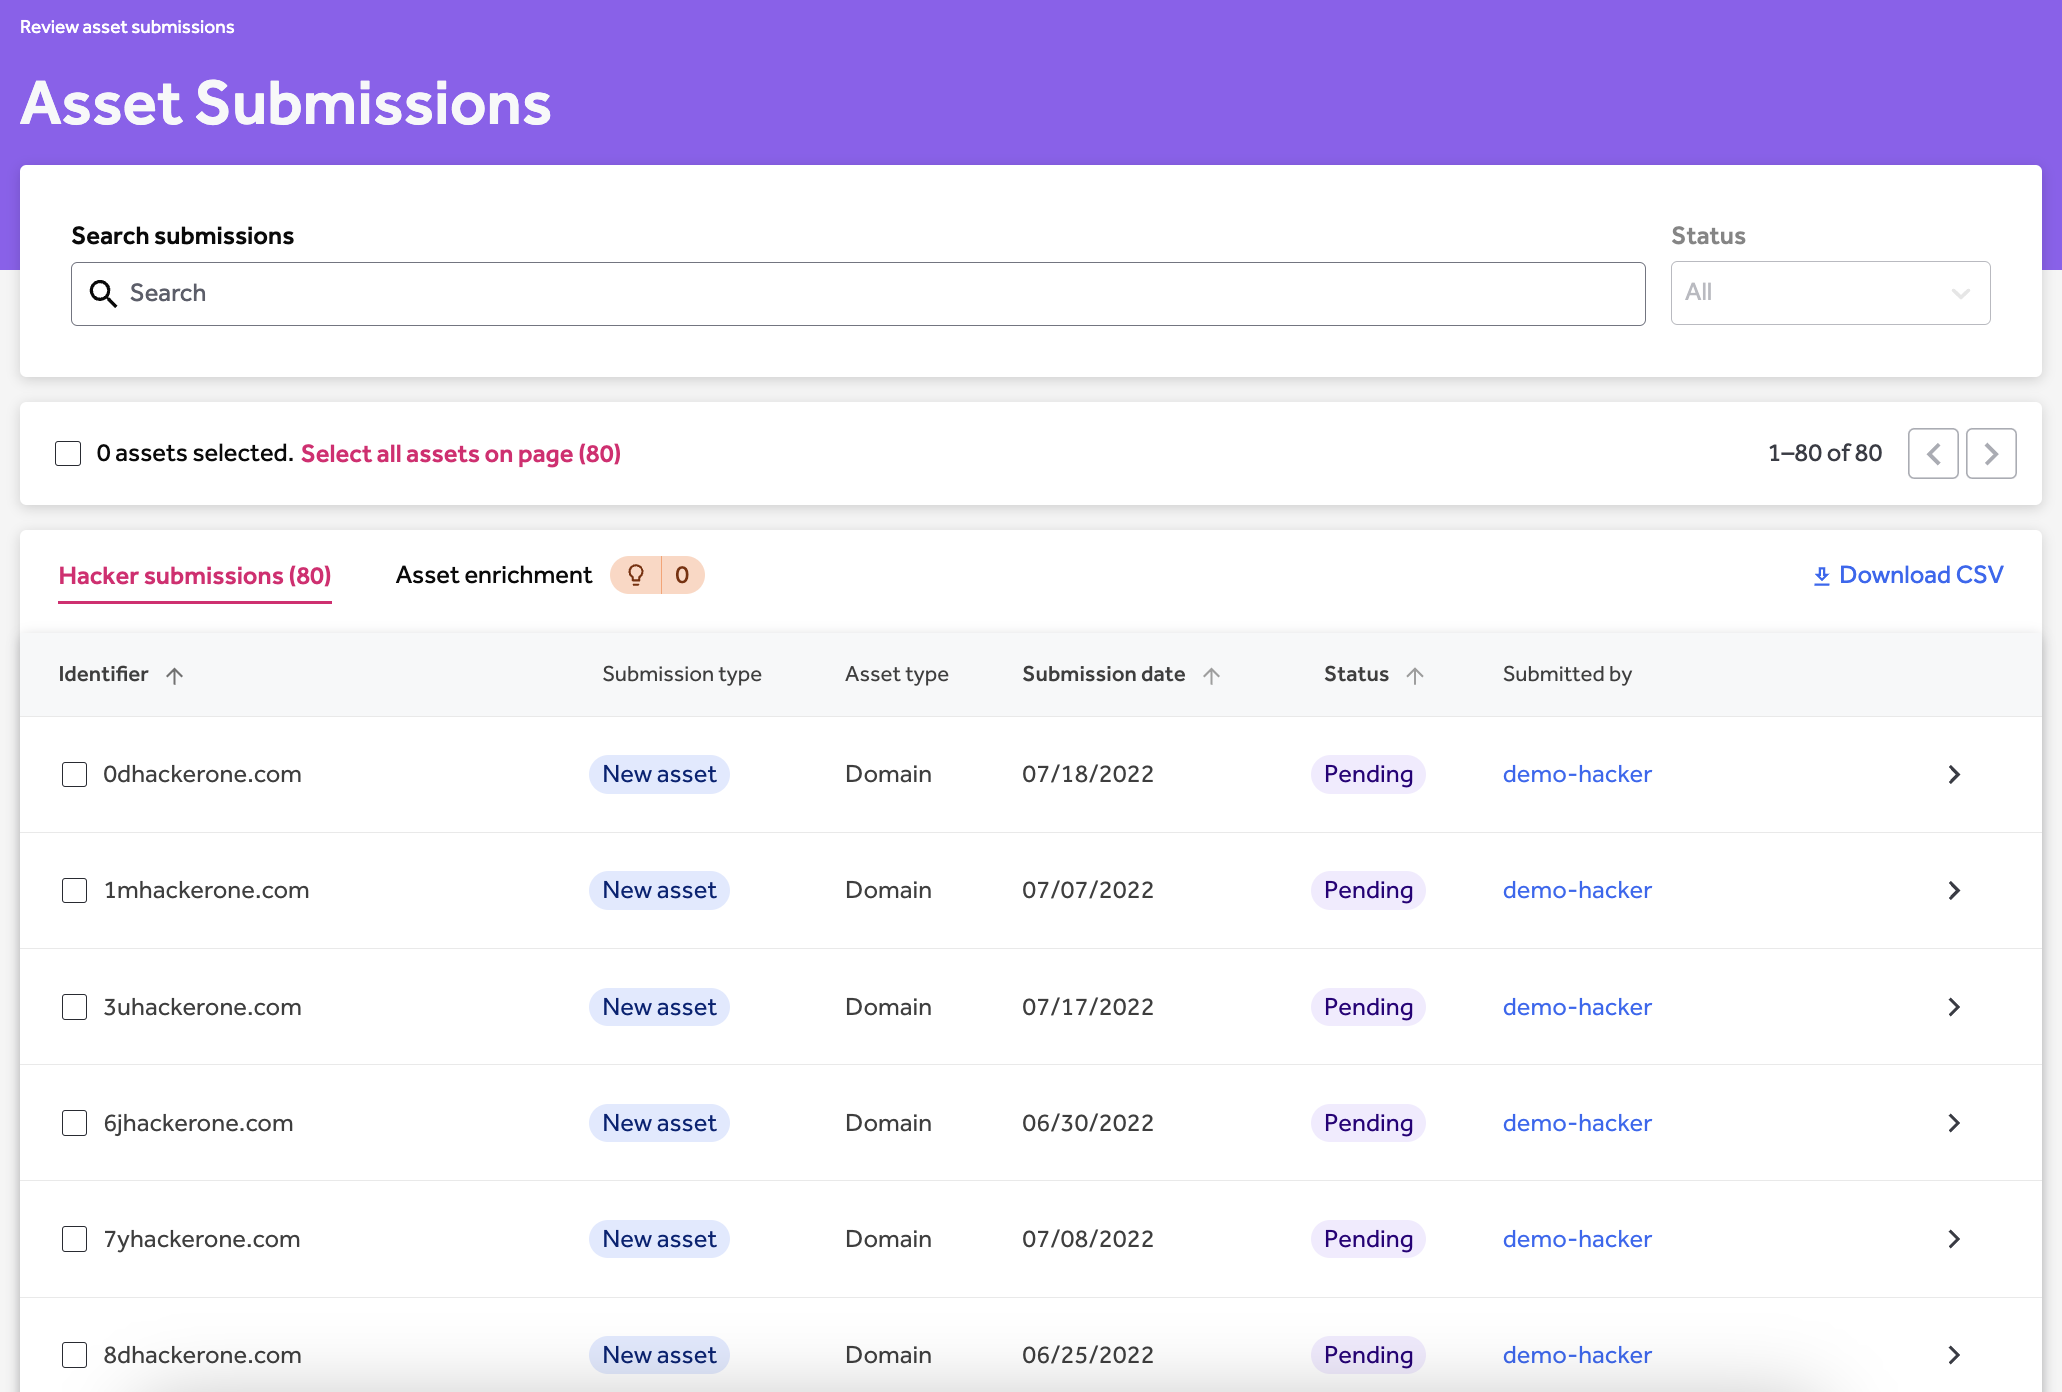 Review asset submissions
Asset Submissions
Search submissions
Status
Search
All
0 assets selected. Select all assets on page (80)
1–80 of 80
Hacker submissions (80)
Asset enrichment
0
Download CSV
Identifier Submission type Asset type Submission date Status Submitted by
0dhackerone.com New asset Domain 07/18/2022 Pending demo-hacker
1mhackerone.com New asset Domain 07/07/2022 Pending demo-hacker
3uhackerone.com New asset Domain 07/17/2022 Pending demo-hacker
6jhackerone.com New asset Domain 06/30/2022 Pending demo-hacker
7yhackerone.com New asset Domain 07/08/2022 Pending demo-hacker
8dhackerone.com New asset Domain 06/25/2022 Pending demo-hacker